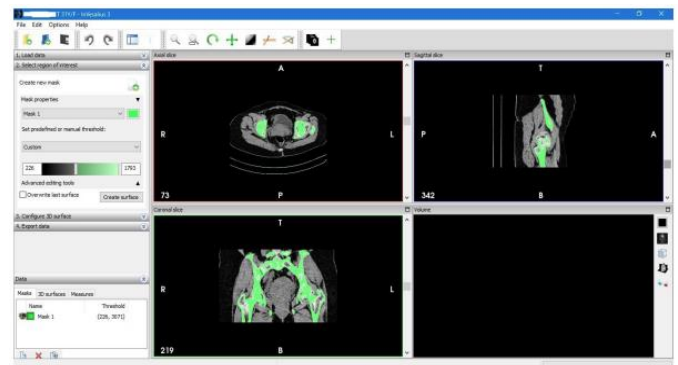 InVesalius 3
File Edit Options Help
1. Load data
2. Select region of interest
Create new mask
Mask properties
Mask 1
Set predefined or manual threshold:
Custom
226 1793
Advanced editing tools
Overwrite last surface Create surface
3. Configure 3D surface
4. Export data
Data
Masks 3D surfaces Measures
Name Threshold
Mask 1 (226, 3071)
Axial slice
A
R L
73 P
Sagittal slice
T
P A
342 B
Coronal slice
T
R L
219 B
Volume